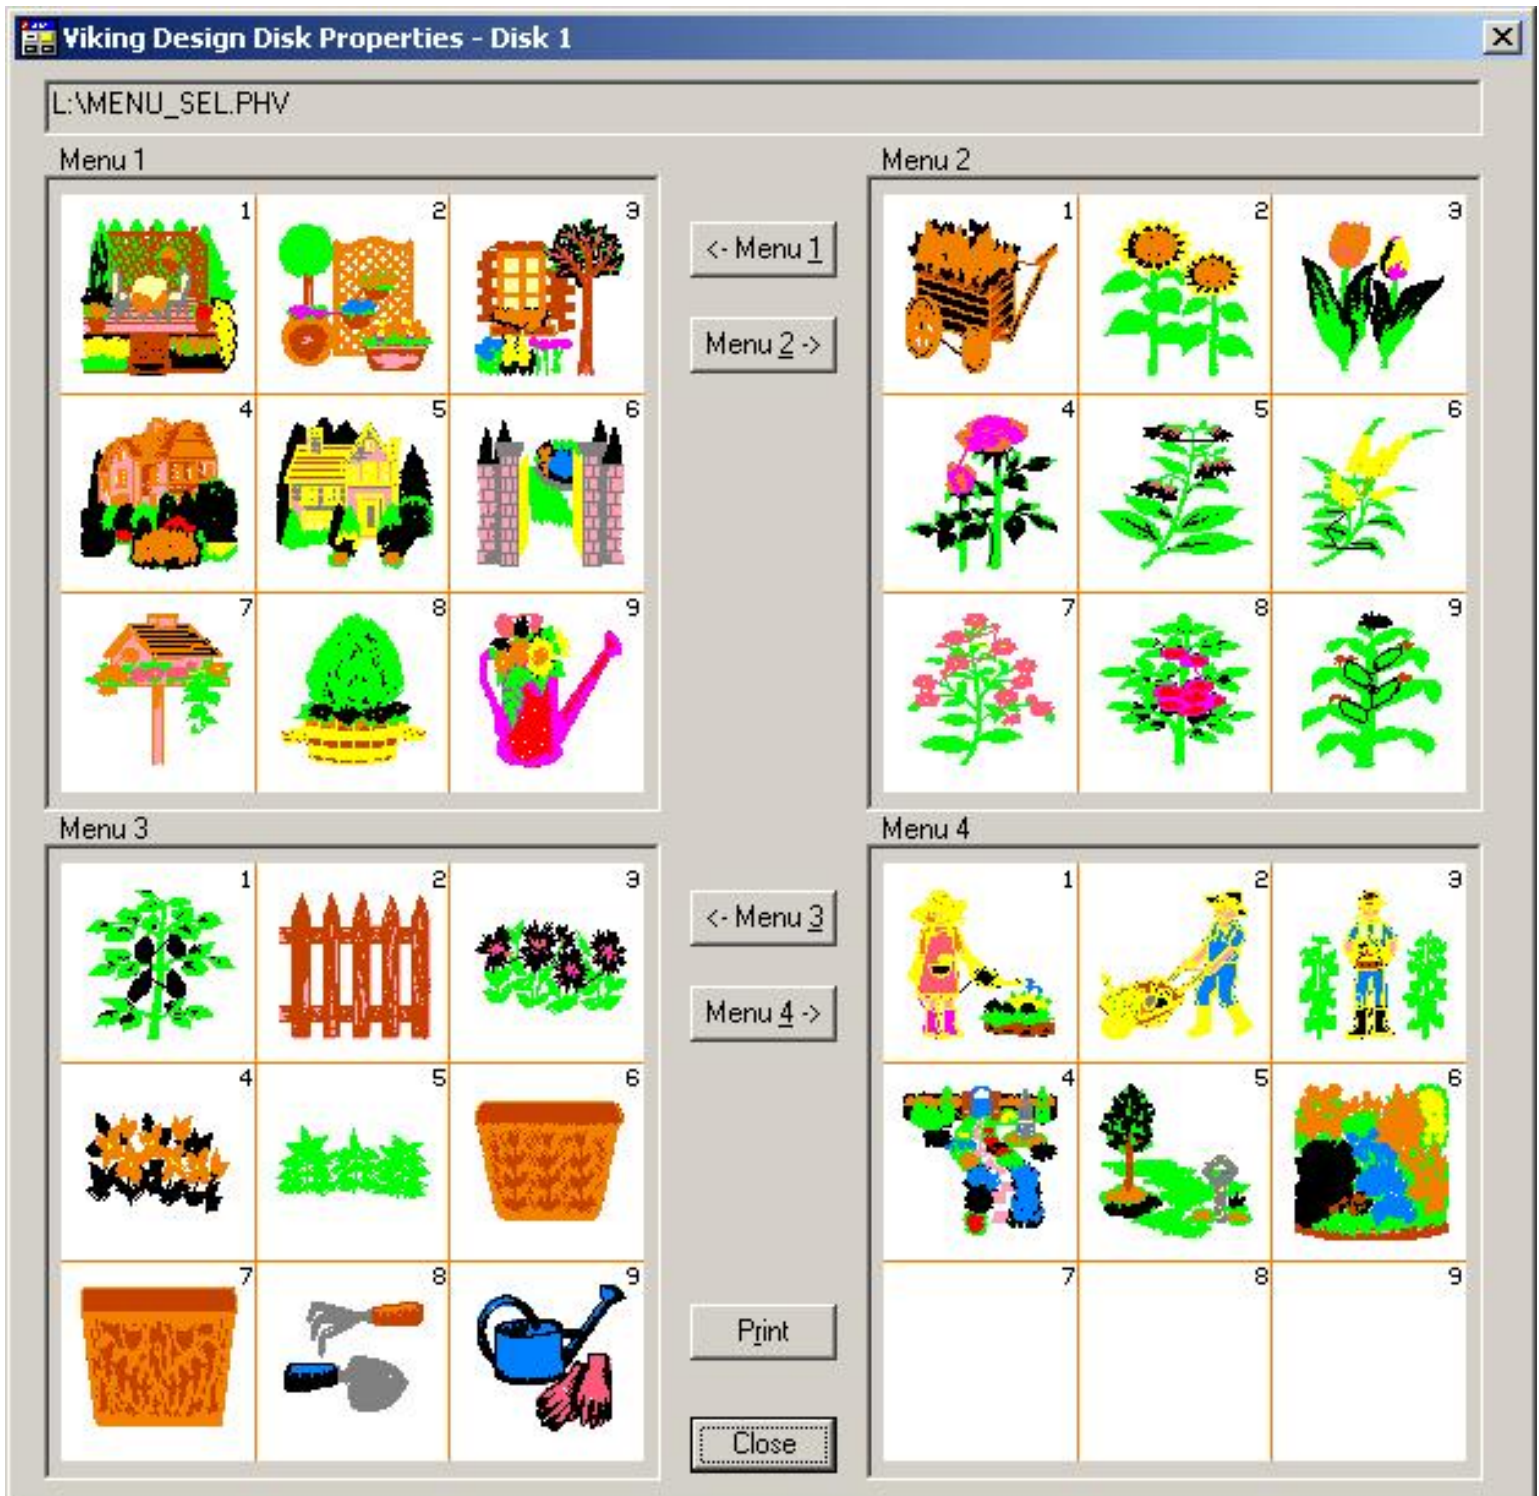 Viking Design Disk Properties - Disk 1
L:\MENU_SEL.PHV
Menu 1
1 2 3
4 5 6
7 8 9
<- Menu 1
Menu 2 ->
Menu 2
1 2 3
4 5 6
7 8 9
Menu 3
1 2 3
4 5 6
7 8 9
<- Menu 3
Menu 4 ->
Print
Close
Menu 4
1 2 3
4 5 6
7 8 9